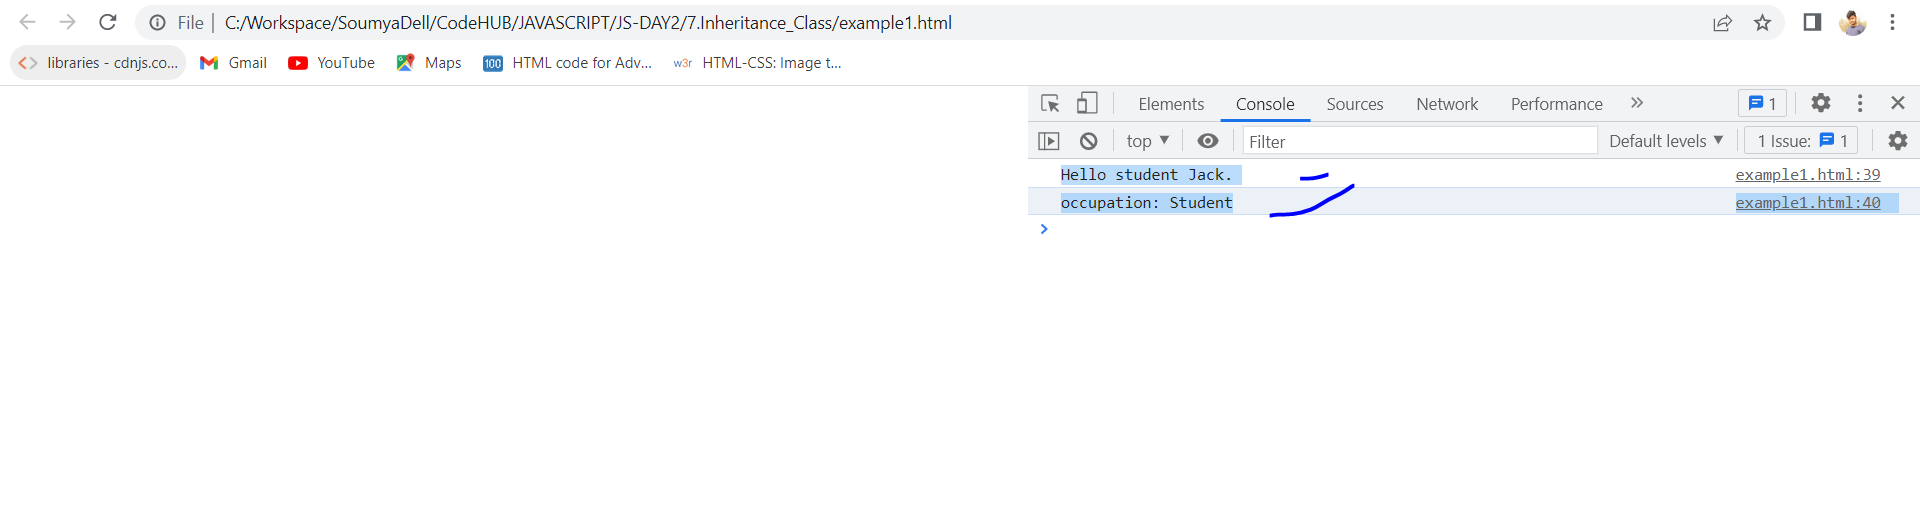 File | C:/Workspace/SoumyaDell/CodeHUB/JAVASCRIPT/JS-DAY2/7.Inheritance_Class/example1.html
libraries - cdnjs.co... Gmail YouTube Maps 100 HTML code for Adv... w3r HTML-CSS: Image t...
Elements Console Sources Network Performance » 1
top Filter Default levels 1 Issue: 1
Hello student Jack. example1.html:39
occupation: Student example1.html:40